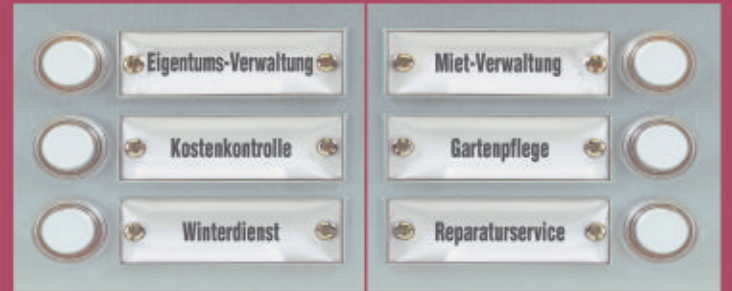 Eigentums-Verwaltung
Miet-Verwaltung
Kostenkontrolle
Gartenpflege
Winterdienst
Reparaturservice